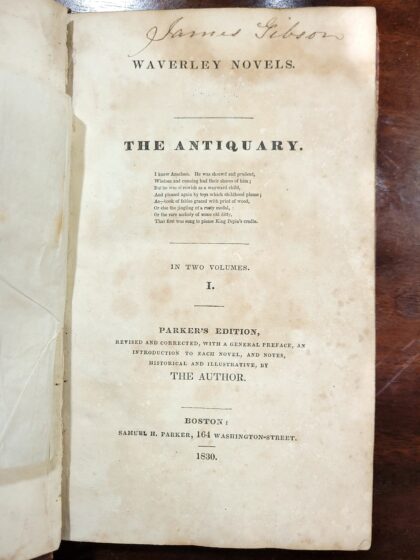 James Gibson
WAVERLEY NOVELS.
THE ANTIQUARY.
I knew Anselmo. He was shrewd and prudent,
Wisdom and cunning had their shares of him;
But he was shrewish as a wayward child,
And pleased again by toys which childhood please;
As—book of fables graced with print of wood,
Or else the jingling of a rusty medal,
Or the rare melody of some old ditty,
That first was sung to please King Pepin's cradle.
IN TWO VOLUMES.
I.
PARKER'S EDITION,
REVISED AND CORRECTED, WITH A GENERAL PREFACE, AN
INTRODUCTION TO EACH NOVEL, AND NOTES,
HISTORICAL AND ILLUSTRATIVE, BY
THE AUTHOR.
BOSTON:
SAMUEL H. PARKER, 164 WASHINGTON-STREET.
1830.